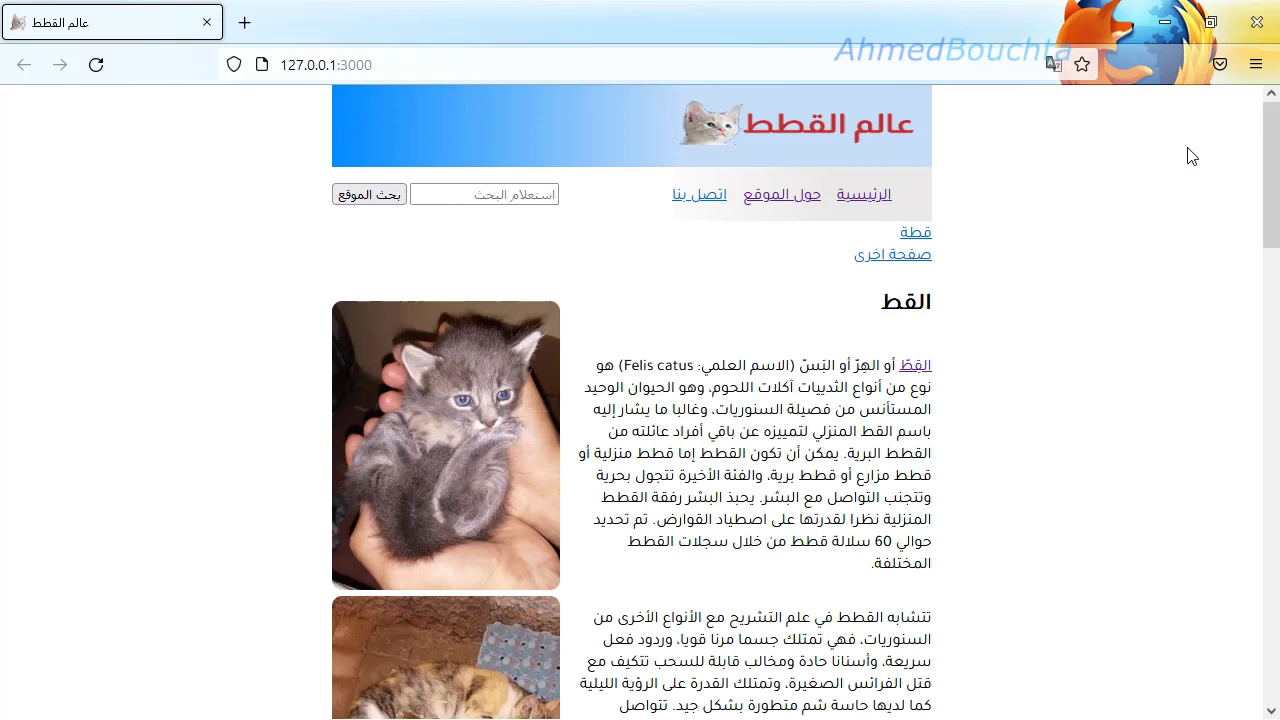 عالم القطط
AhmedBouchta
127.0.0.1:3000
عالم القطط
الرئيسية حول الموقع اتصل بنا
استعلام البحث
بحث الموقع
قطة
صفحة اخرى
القط
القِطّ أو الهِرّ أو البَسّ (الاسم العلمي: Felis catus) هو
نوع من أنواع الثدييات آكلات اللحوم، وهو الحيوان الوحيد
المستأنس من فصيلة السنوريات، وغالبا ما يشار إليه
باسم القط المنزلي لتمييزه عن باقي أفراد عائلته من
القطط البرية. يمكن أن تكون القطط إما قطط منزلية أو
قطط مزارع أو قطط برية، والفئة الأخيرة تتجول بحرية
وتتجنب التواصل مع البشر. يحبذ البشر رفقة القطط
المنزلية نظرا لقدرتها على اصطياد القوارض. تم تحديد
حوالي 60 سلالة قطط من خلال سجلات القطط
المختلفة.
تتشابه القطط في علم التشريح مع الأنواع الأخرى من
السنوريات، فهي تمتلك جسما مرنا قويا، وردود فعل
سريعة، وأسنانا حادة ومخالب قابلة للسحب تتكيف مع
قتل الفرائس الصغيرة، وتمتلك القدرة على الرؤية الليلية
كما لديها حاسة شم متطورة بشكل جيد. تتواصل